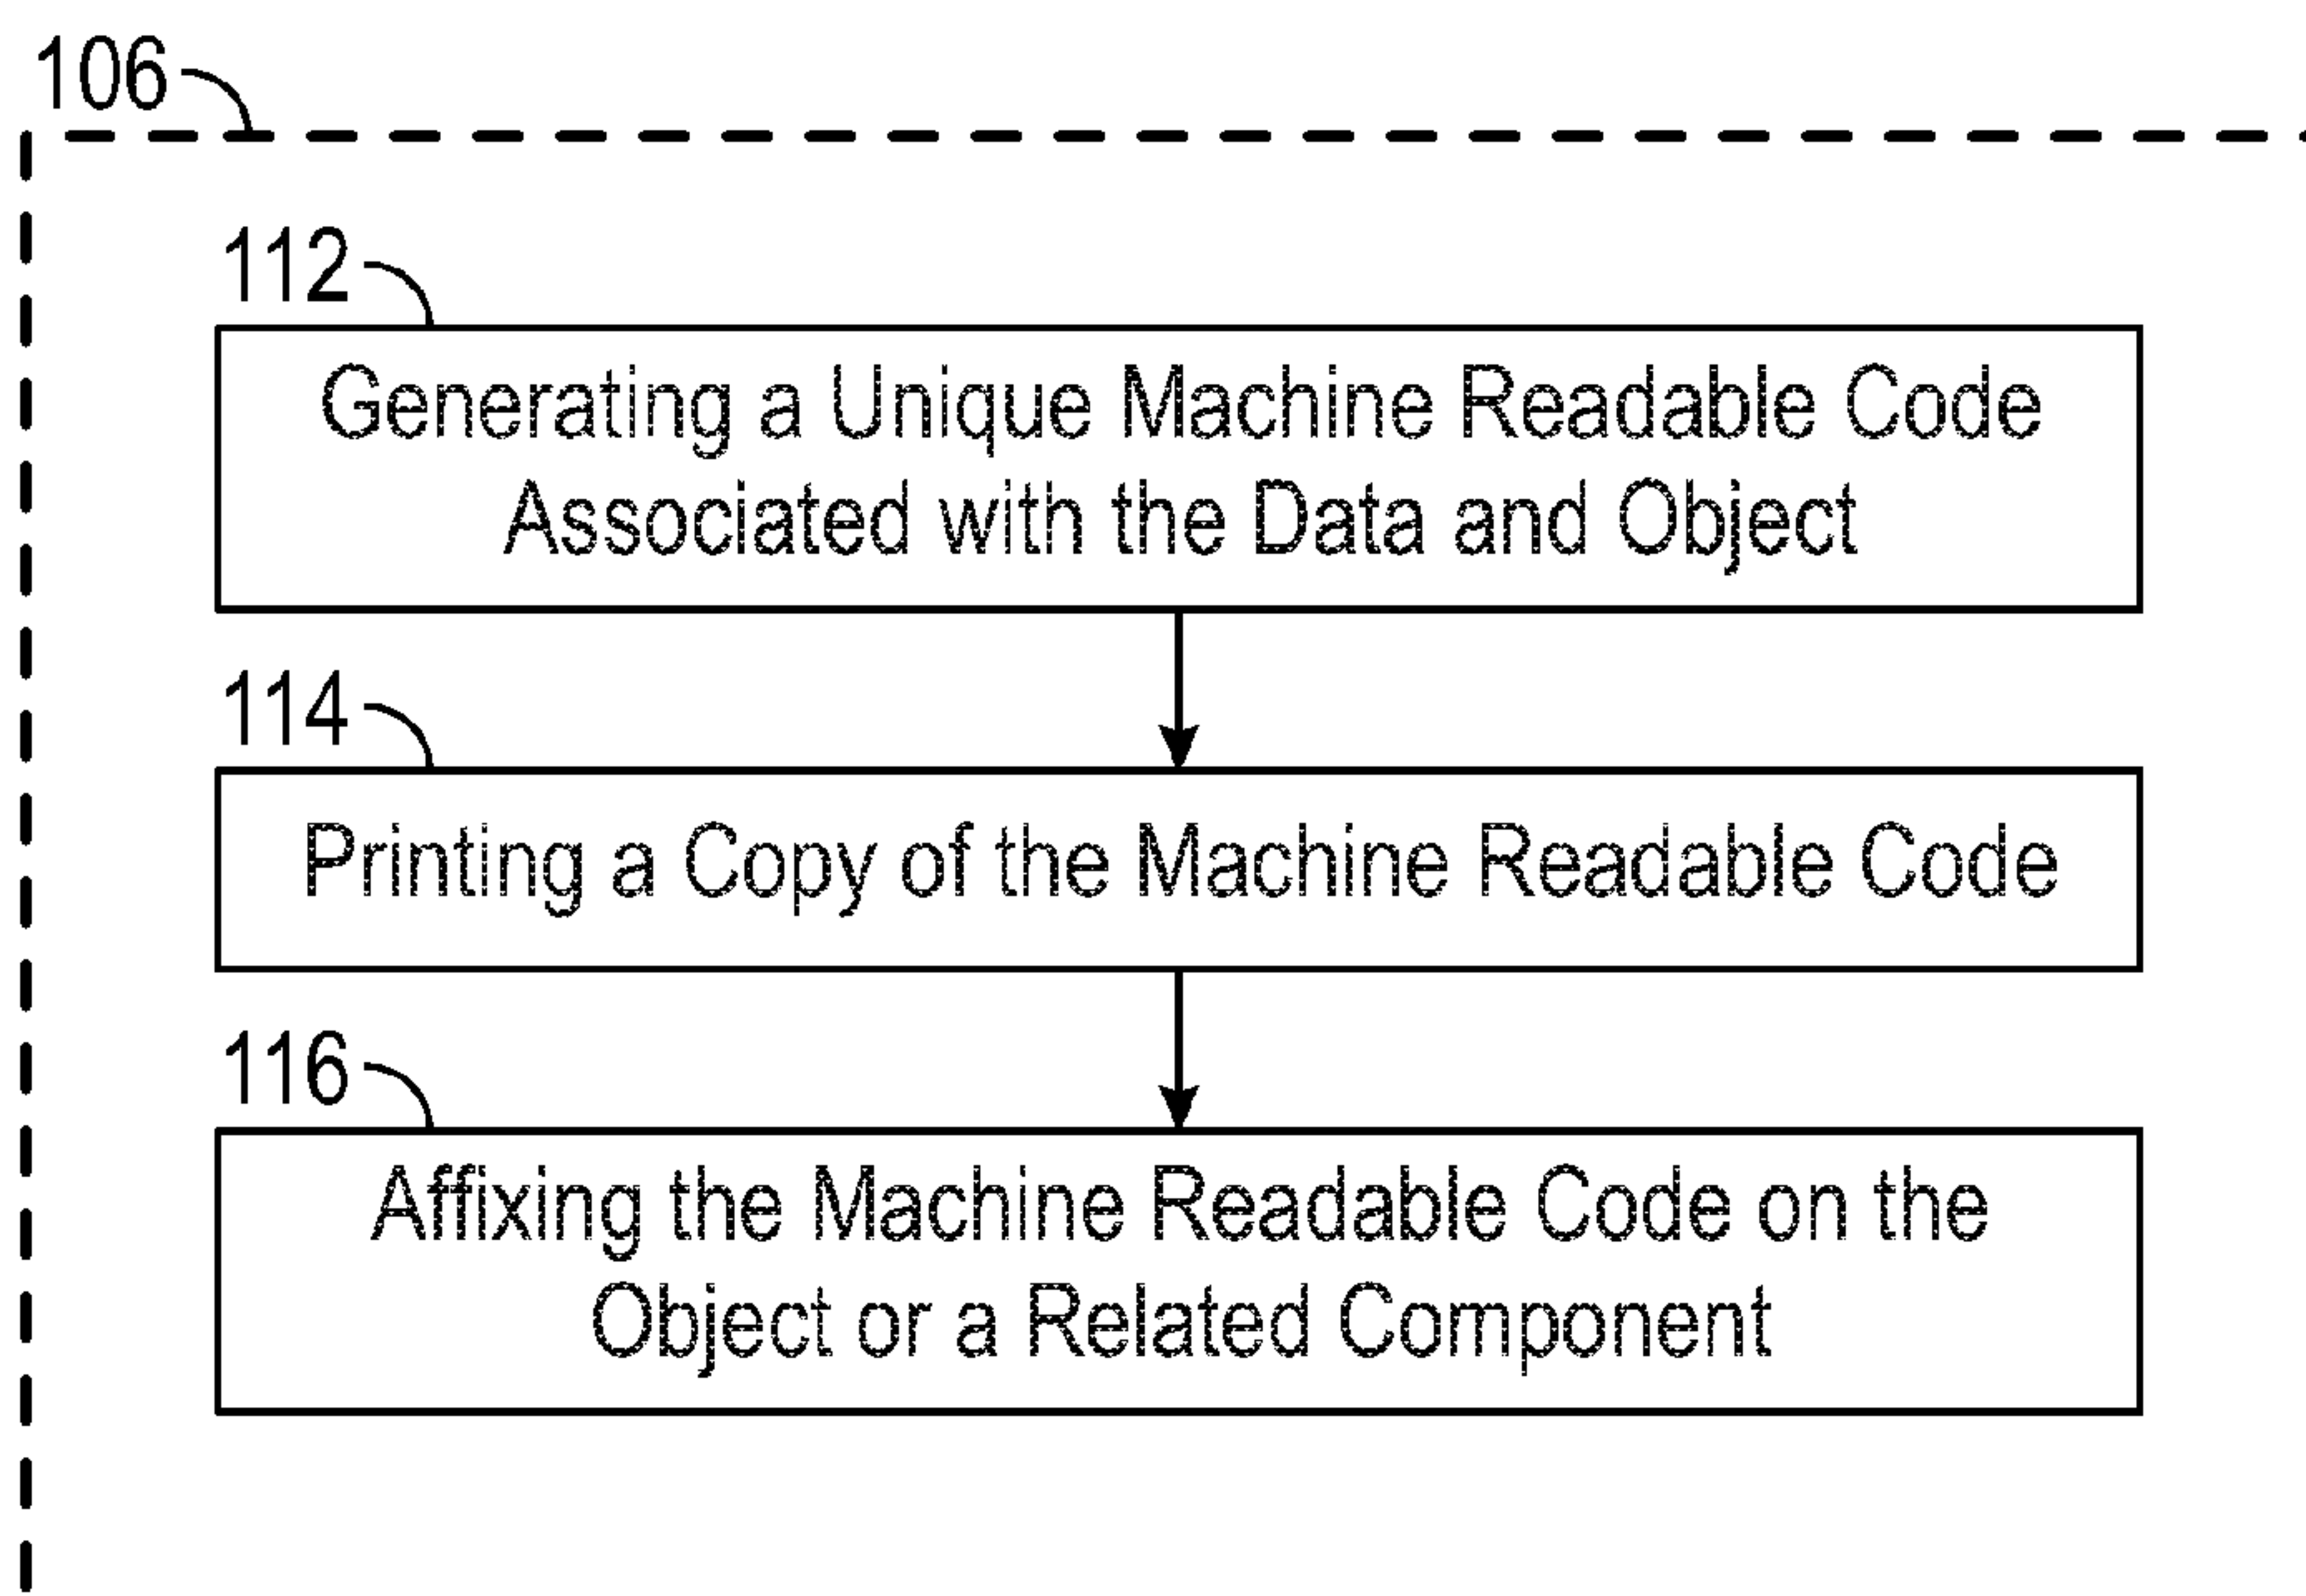 106
112
Generating a Unique Machine Readable Code
Associated with the Data and Object
114
Printing a Copy of the Machine Readable Code
116
Affixing the Machine Readable Code on the
Object or a Related Component